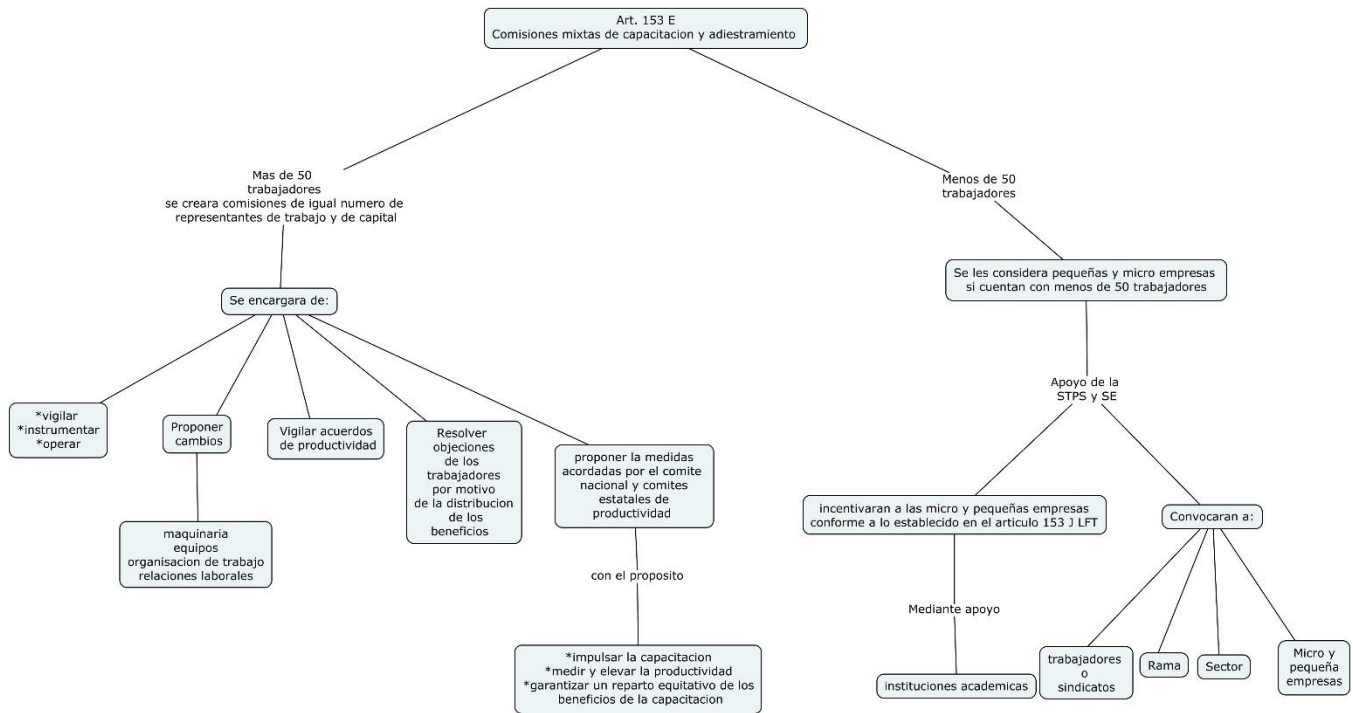 Art. 153 E
Comisiones mixtas de capacitacion y adiestramiento
Mas de 50
trabajadores
se creara comisiones de igual numero de
representantes de trabajo y de capital
Menos de 50
trabajadores
Se encargara de:
Se les considera pequeñas y micro empresas
si cuentan con menos de 50 trabajadores
*vigilar
*instrumentar
*operar
Proponer
cambios
Vigilar acuerdos
de productividad
Resolver
objeciones
de los
trabajadores
por motivo
de la distribucion
de los
beneficios
proponer la medidas
acordadas por el comite
nacional y comites
estatales de
productividad
maquinaria
equipos
organisacion de trabajo
relaciones laborales
con el proposito
*impulsar la capacitacion
*medir y elevar la productividad
*garantizar un reparto equitativo de los
beneficios de la capacitacion
Apoyo de la
STPS y SE
incentivaran a las micro y pequeñas empresas
conforme a lo establecido en el articulo 153 J LFT
Convocaran a:
Mediante apoyo
instituciones academicas
trabajadores
o
sindicatos
Rama
Sector
Micro y
pequeña
empresas